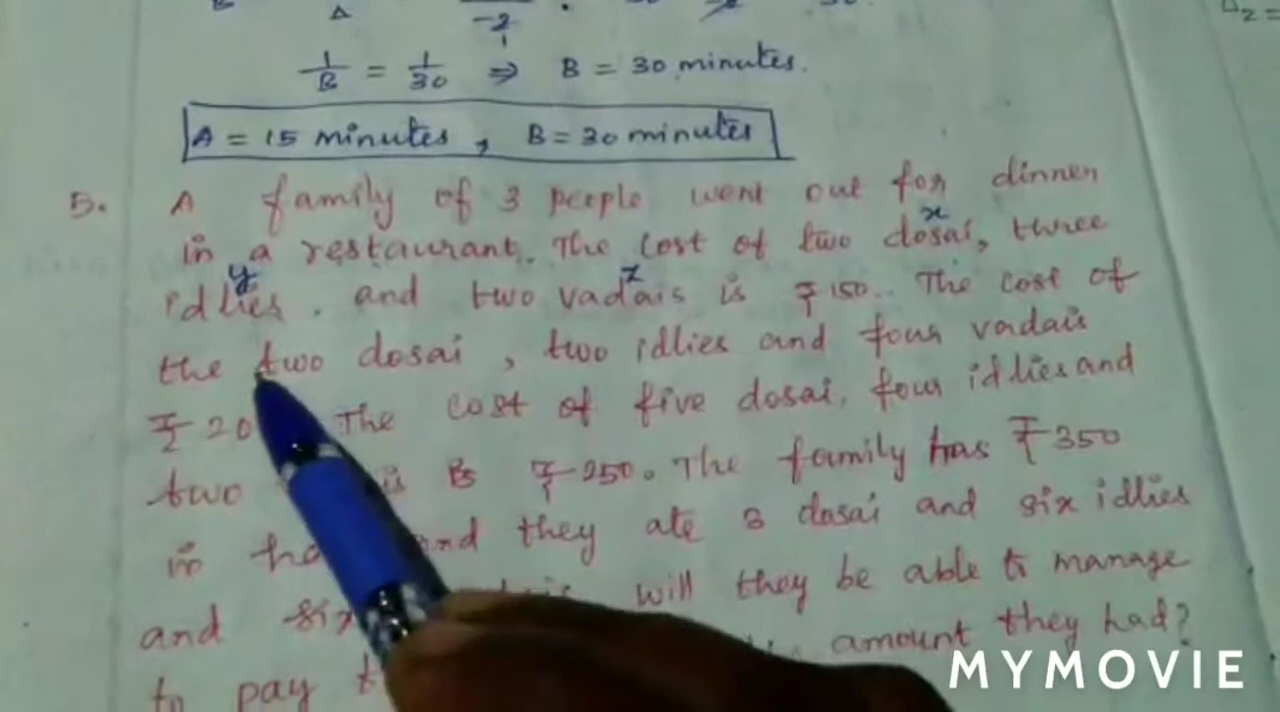 -2
1/B = 1/30 ⇒ B = 30 minutes.
A = 15 minutes, B = 30 minutes
5. A family of 3 people went out for dinner
x
in a restaurant. The cost of two dosai, three
y z
idlies. and two vadais is ₹150.. The cost of
the two dosai, two idlies and four vadais
₹20 The cost of five dosai, four idlies and
two is ₹250. The family has ₹350
in and they ate 3 dosai and six idlies
and six will they be able to manage
to pay amount they had?
MYMOVIE